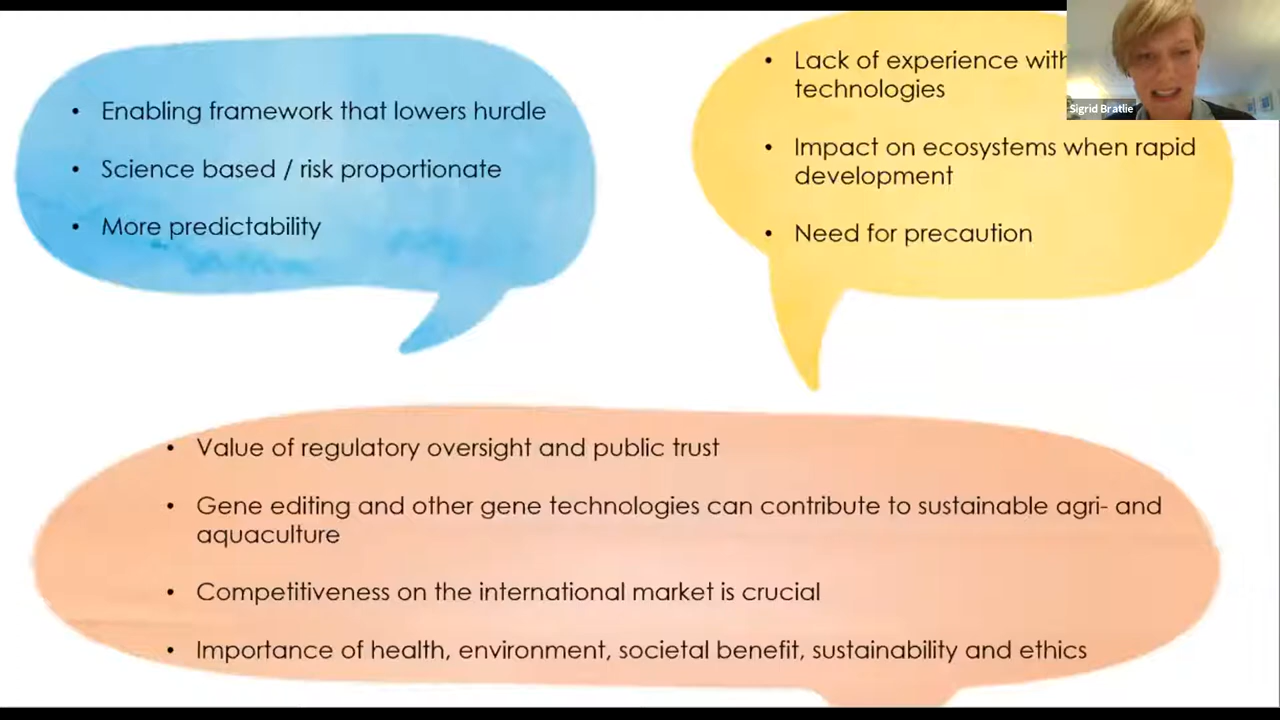 • Enabling framework that lowers hurdle
• Science based / risk proportionate
• More predictability
• Lack of experience with
technologies
• Impact on ecosystems when rapid
development
• Need for precaution
Sigrid Bratlie
• Value of regulatory oversight and public trust
• Gene editing and other gene technologies can contribute to sustainable agri- and
aquaculture
• Competitiveness on the international market is crucial
• Importance of health, environment, societal benefit, sustainability and ethics